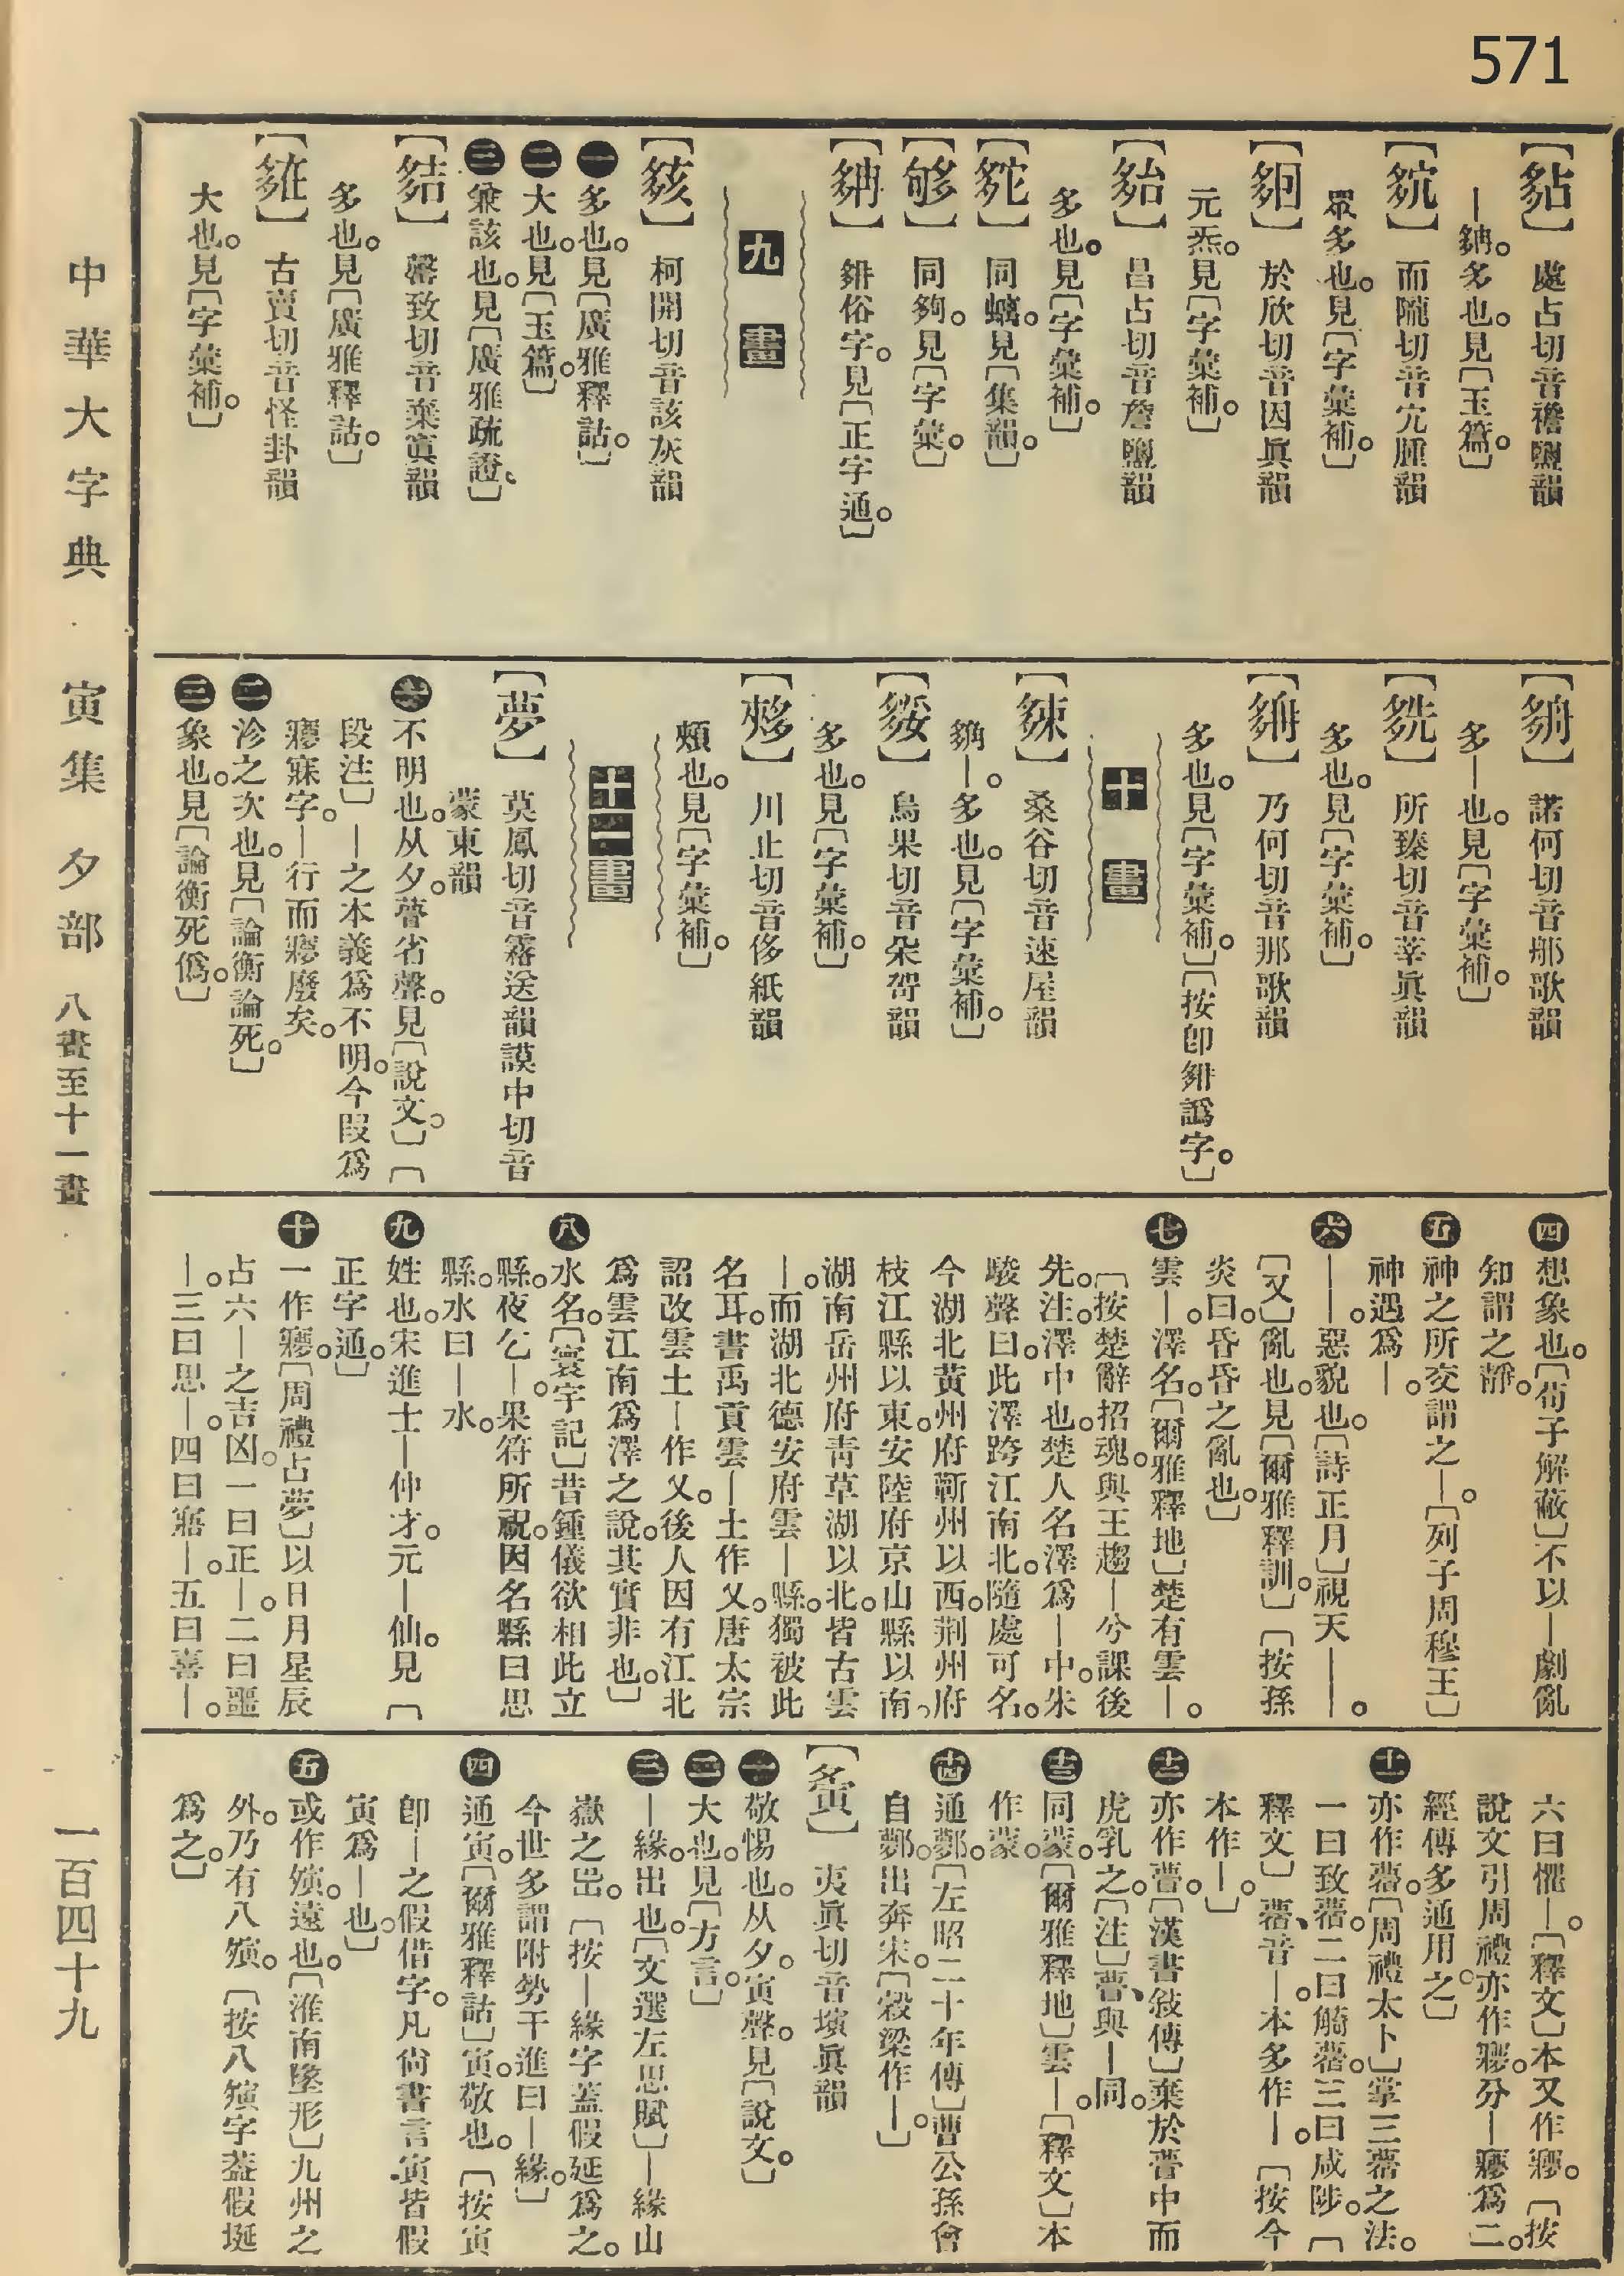 571
【𡖓】處占切音襜鹽韻
―䫱。多也。見〔玉篇。〕
【】而隴切音宂腫韻
眾多也。見〔字彙補。〕
【】於欣切音因眞韻
元炁。見〔字彙補。〕
【】昌占切音詹鹽韻
多也。見〔字彙補。〕
【】同。見〔集韻。〕
【够】同夠。見〔字彙。〕
【】俗字。見〔正字通。〕
九畫
【】柯開切音該灰韻
一多也。見〔廣雅釋詁。〕
二大也。見〔玉篇。〕
三兼該也。見〔廣雅疏證。〕
【】罄致切音棄寘韻
多也。見〔廣雅釋詁。〕
【】古賣切音怪卦韻
大也。見〔字彙補。〕
【】諾何切音那歌韻
多―也。見〔字彙補。〕
【】所臻切音莘眞韻
多也。見〔字彙補。〕
【】乃何切音那歌韻
多也。見〔字彙補。〕〔按卽譌字。〕
十畫
【】桑谷切音速屋韻
―。多也。見〔字彙補。〕
【】烏果切音朵哿韻
多也。見〔字彙補。〕
【】川止切音侈紙韻
頰也。見〔字彙補。〕
十一畫
【夢】莫鳳切音霿送韻謨中切音
蒙東韻
一不明也。从夕。瞢省聲。見〔說文。〕〔
段注〕―之本義爲不明。今叚爲
㝱寐字。―行而㝱廢矣。
二沴之次也。見〔論衡論死。〕
三象也。見〔論衡死僞。〕
四想象也。〔荀子解蔽〕不以―劇亂
知謂之靜。
五神之所交謂之―。〔列子周穆王〕
神遇爲―。
六――。惡貌也。〔詩正月〕視天――。
〔又〕亂也。見〔爾雅釋訓。〕〔按孫
炎曰。昏昏之亂也。〕
七雲―。澤名。〔爾雅釋地〕楚有雲―。
〔按楚辭招魂。與王趨―兮課後
先。注。澤中也。楚人名澤爲―中。朱
駿聲曰。此澤跨江南北。隨處可名。
今湖北黃州府蘄州以西。荆州府
枝江縣以東。安陸府京山縣以南。
湖南岳州府靑草湖以北。皆古雲
―。而湖北德安府雲―縣。獨被此
名耳。書禹貢雲―土作乂。唐太宗
詔改雲土―作乂。後人因有江北
爲雲江南爲澤之說。其實非也。〕
八水名。〔寰宇記〕昔鍾儀欲相此立
縣。夜乞―。果符所祝。因名縣曰思
縣。水曰―水。
九姓也。宋進士―仲才。元―仙。見〔
正字通。〕
十一作㝱。〔周禮占夢〕以日月星辰
占六―之吉凶。一曰正―。二曰噩
―。三曰思―。四曰寤―。五曰喜―。
六曰懼―。〔釋文〕本又作㝱。〔按
說文引周禮亦作㝱。分―㝱爲二。
經傳多通用之。〕
十一亦作䕅。〔周禮太卜〕掌三䕅之法。
一曰致䕅。二曰觭䕅。三曰咸陟。〔
釋文〕䕅、音―。本多作―。〔按今
本作―。〕
十二亦作瞢。〔漢書敍傳〕棄於瞢中而
虎乳之。〔注〕瞢、與―同。
十三同蒙。〔爾雅釋地〕雲―。〔釋文〕本
作蒙。
十四通鄸。〔左昭二十年傳〕曹公孫會
自鄸。出奔宋。〔穀梁作―。〕
【夤】夷眞切音墳眞韻
一敬惕也。从夕。寅聲。見〔說文。〕
二大也。見〔方言。〕
三―緣。出也。〔文選左思賦〕―緣山
嶽之岊。〔按―緣字蓋假延爲之。
今世多謂附勢干進曰―緣。〕
四通寅。〔爾雅釋詁〕寅。敬也。〔按寅
卽―之假借字。凡尙書言寅皆假
寅爲―也。〕
五或作殥。遠也。〔淮南墬形〕九州之
外。乃有八殥。〔按八殥字葢假埏
爲之。〕
中華大字典 寅集 夕部 八畫至十一畫 一百四十九